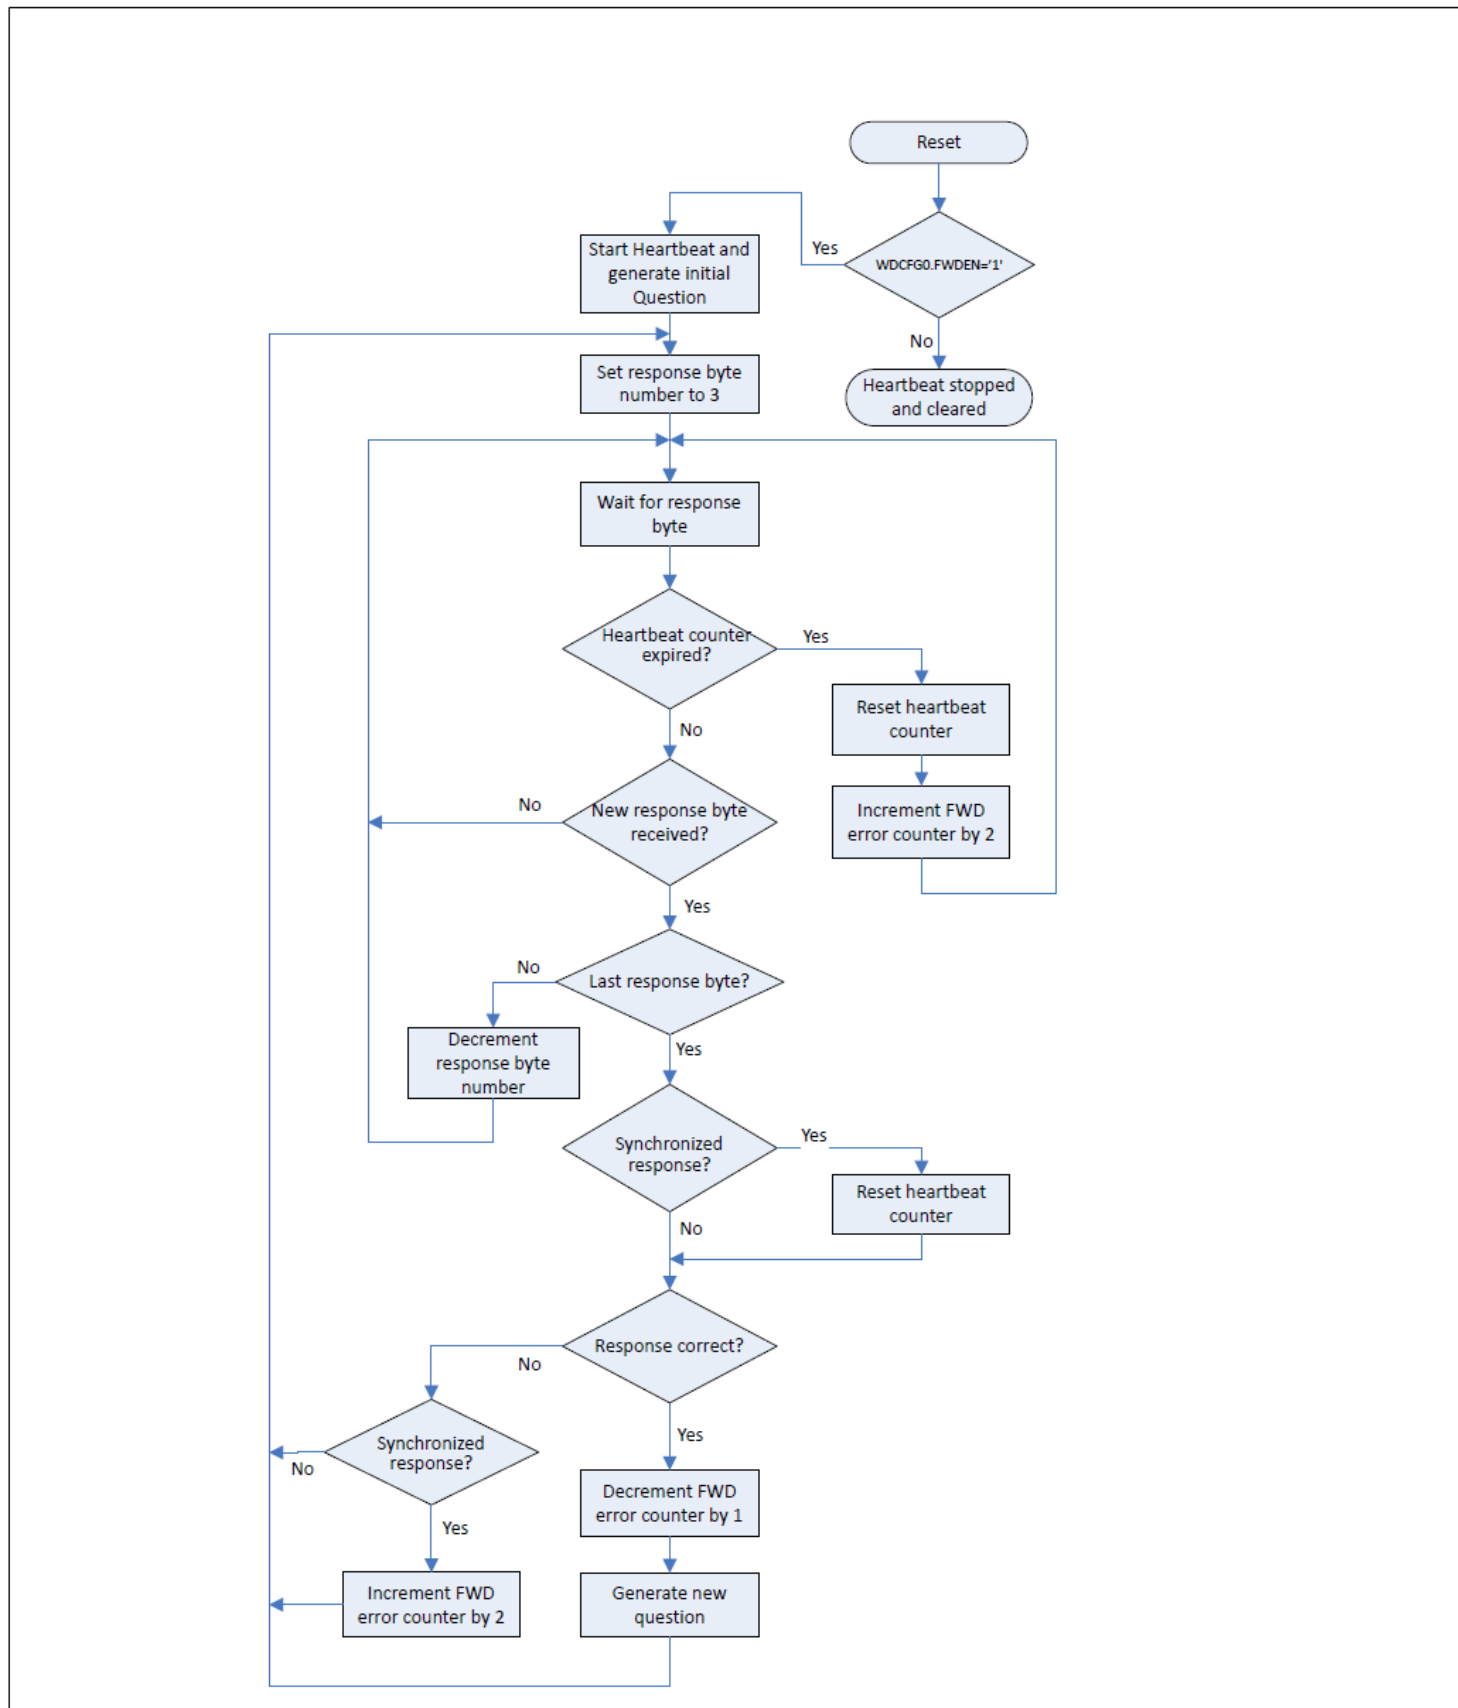 Reset
WDCFG0.FWDEN='1'
Yes
No
Heartbeat stopped
and cleared
Start Heartbeat and
generate initial
Question
Set response byte
number to 3
Wait for response
byte
Heartbeat counter
expired?
Yes
No
Reset heartbeat
counter
Increment FWD
error counter by 2
New response byte
received?
No
Yes
Last response byte?
No
Yes
Decrement
response byte
number
Synchronized
response?
Yes
No
Reset heartbeat
counter
Response correct?
No
Yes
Synchronized
response?
No
Yes
Increment FWD
error counter by 2
Decrement FWD
error counter by 1
Generate new
question